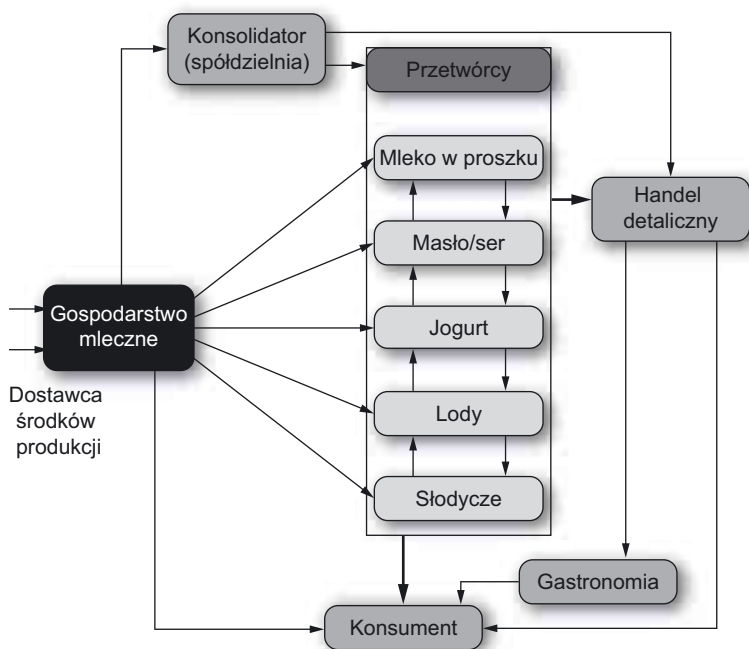 Konsolidator
(spółdzielnia)
Przetwórcy
Mleko w proszku
Masło/ser
Jogurt
Lody
Słodycze
Handel
detaliczny
Gospodarstwo
mleczne
Dostawca
środków
produkcji
Gastronomia
Konsument